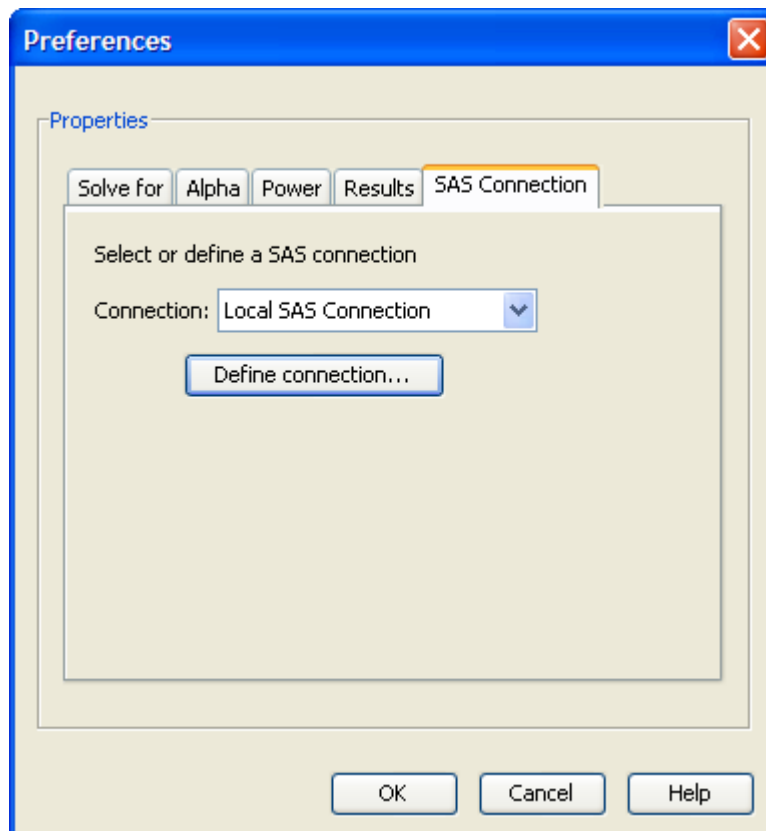 Preferences
Properties
Solve for Alpha Power Results SAS Connection
Select or define a SAS connection
Connection: Local SAS Connection
Define connection...
OK Cancel Help